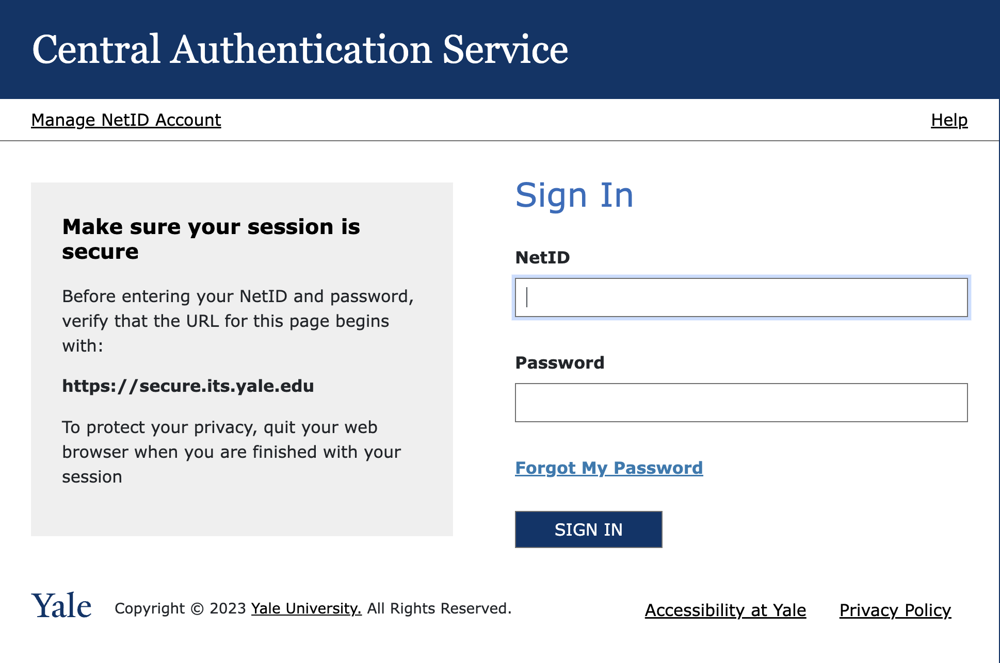 Central Authentication Service
Manage NetID Account
Help
Make sure your session is
secure
Before entering your NetID and password,
verify that the URL for this page begins
with:
https://secure.its.yale.edu
To protect your privacy, quit your web
browser when you are finished with your
session
Sign In
NetID
Password
Forgot My Password
SIGN IN
Yale
Copyright © 2023 Yale University. All Rights Reserved.
Accessibility at Yale
Privacy Policy